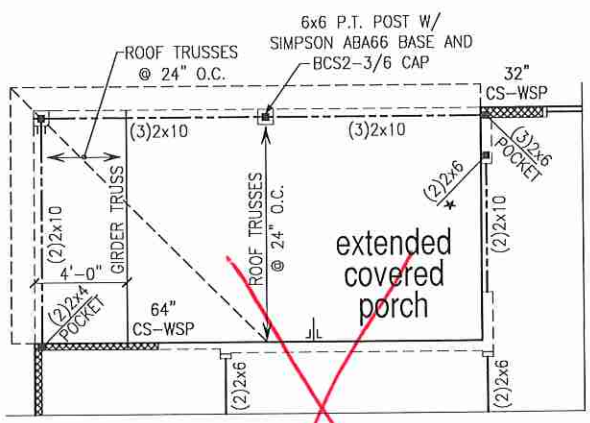 6x6 P.T. POST W/
SIMPSON ABA66 BASE AND
BCS2-3/6 CAP
ROOF TRUSSES
@ 24" O.C.
32"
CS-WSP
(3)2x10
(3)2x10
(3)2x6
POCKET
(2)2x6
★
(2)2x10
GIRDER TRUSS
ROOF TRUSSES
@ 24" O.C.
(2)2x10
extended
covered
porch
4'-0"
(2)2x4
POCKET
64"
CS-WSP
(2)2x6
(2)2x6